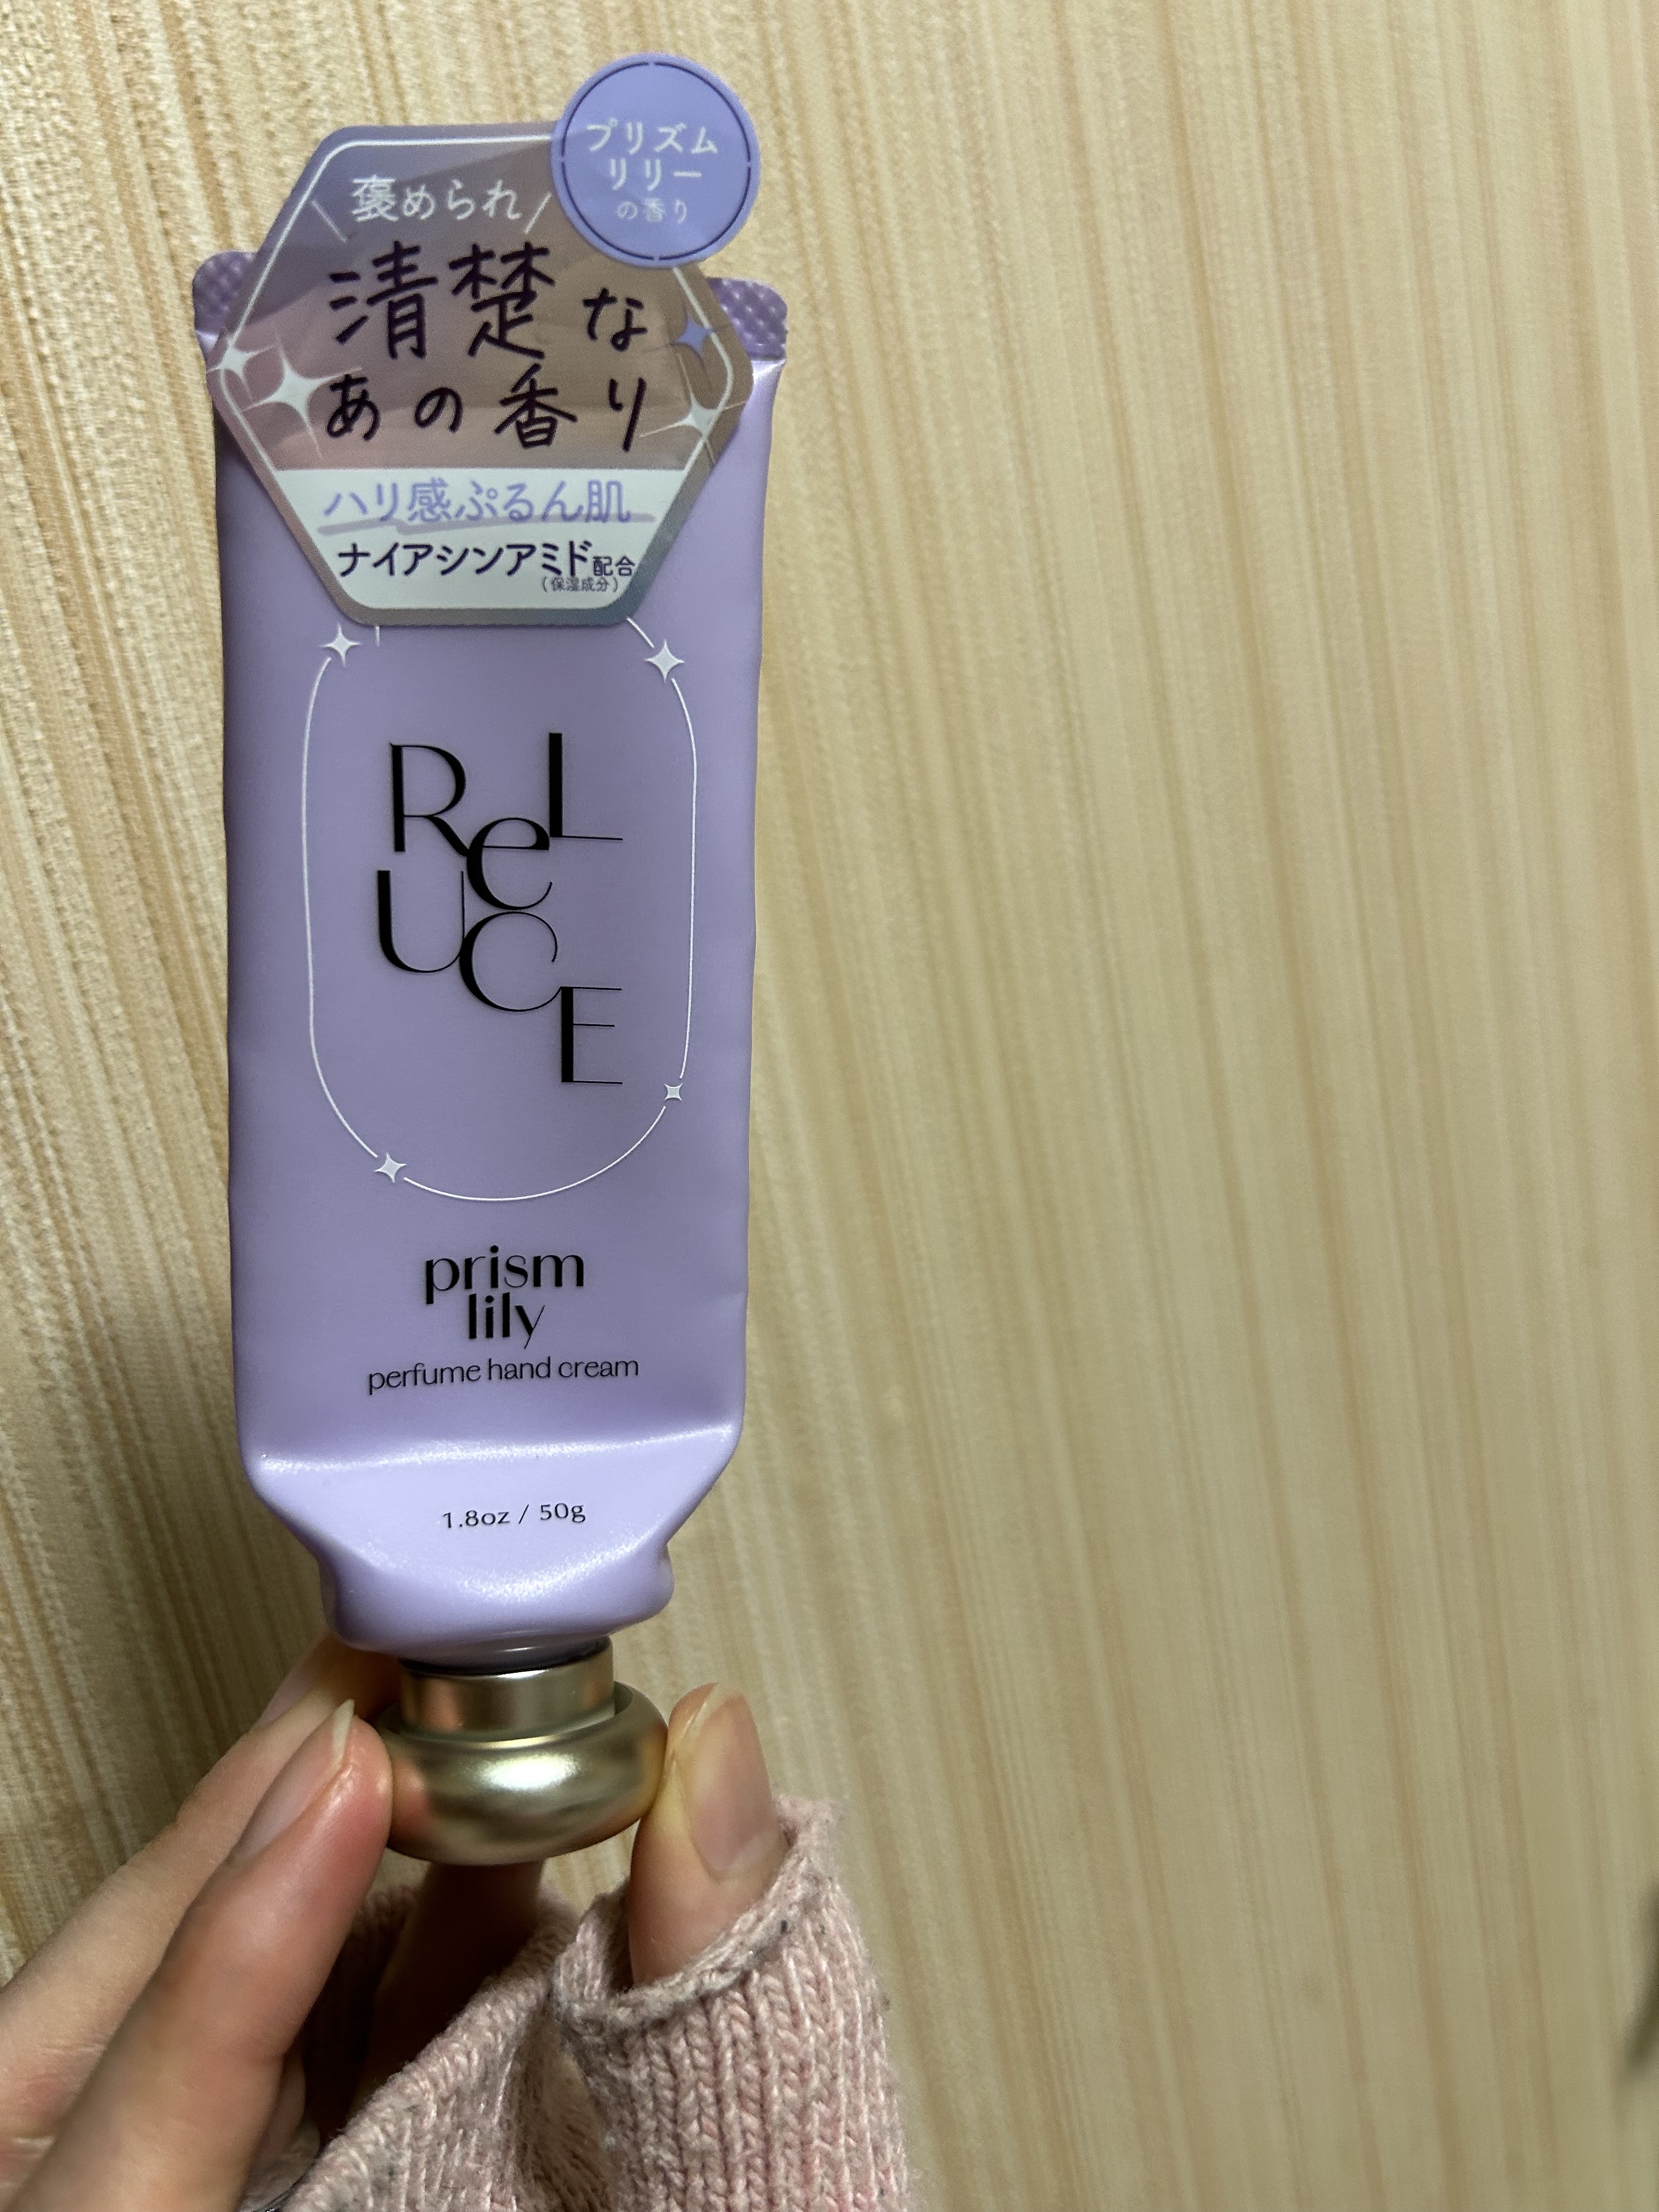 プリズム
リリー
の香り
褒められ
清楚な
あの香り
ハリ感ぷるん肌
ナイアシンアミド配合
(保湿成分)
ReL
UCE
prism
lily
perfume hand cream
1.8oz / 50g